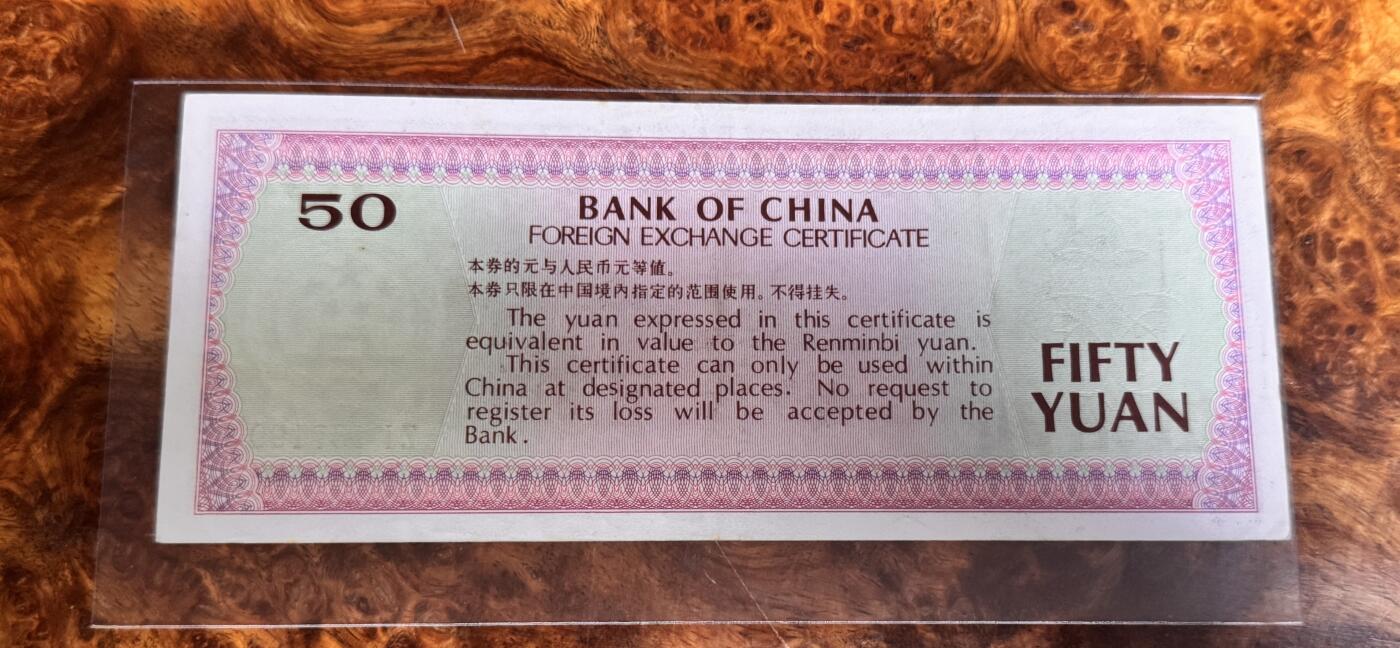 50
BANK OF CHINA
FOREIGN EXCHANGE CERTIFICATE
本券的元与人民币元等值。
本券只限在中国境内指定的范围使用。不得挂失。
The yuan expressed in this certificate is
equivalent in value to the Renminbi yuan.
This certificate can only be used within
China at designated places. No request to
register its loss will be accepted by the
Bank.
FIFTY
YUAN